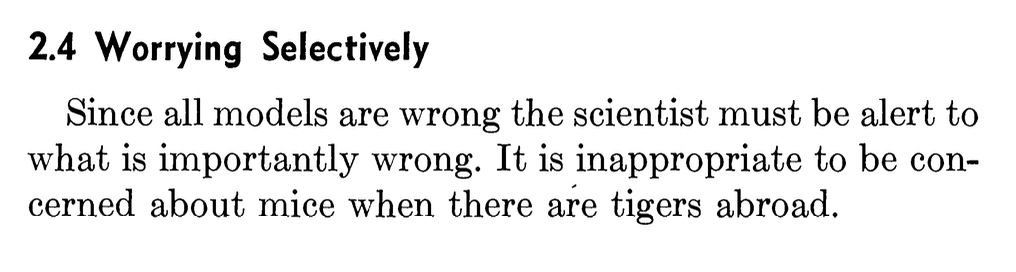 2.4 Worrying Selectively
Since all models are wrong the scientist must be alert to
what is importantly wrong. It is inappropriate to be con-
cerned about mice when there are tigers abroad.